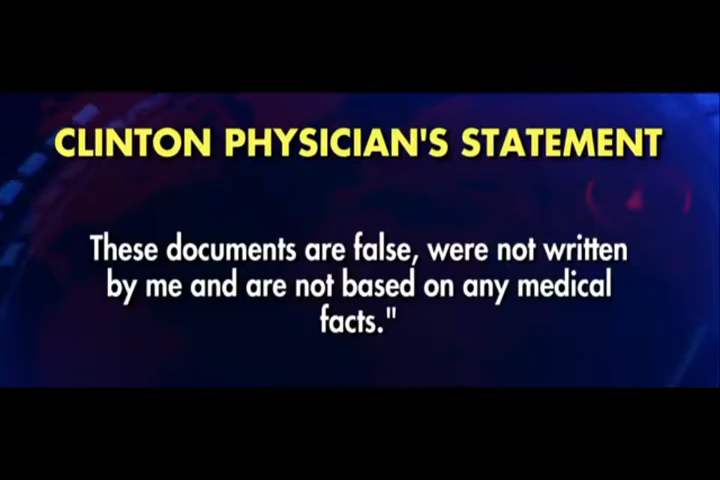 CLINTON PHYSICIAN'S STATEMENT
These documents are false, were not written
by me and are not based on any medical
facts."